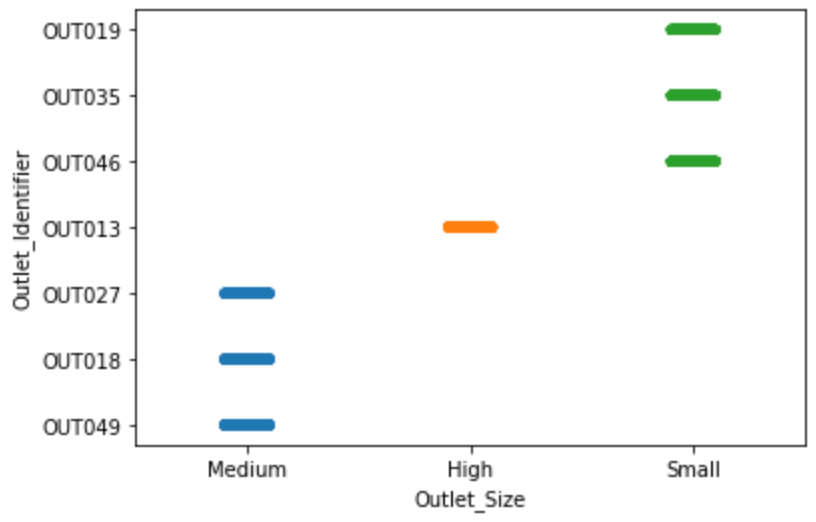 OUT019
OUT035
OUT046
OUT013
OUT027
OUT018
OUT049
Outlet_Identifier
Medium High Small
Outlet_Size